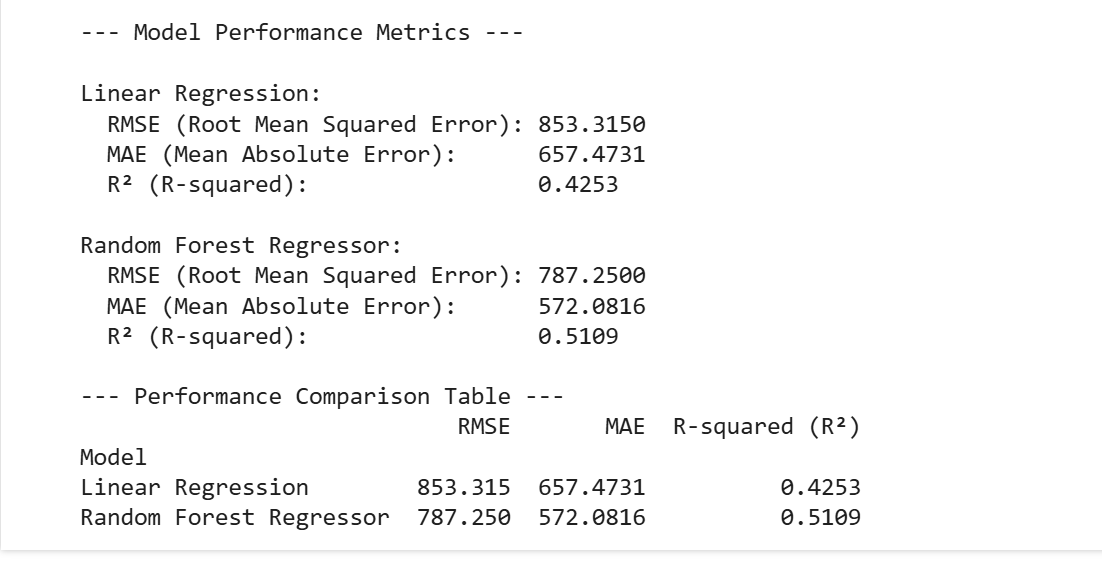 --- Model Performance Metrics ---
Linear Regression:
RMSE (Root Mean Squared Error): 853.3150
MAE (Mean Absolute Error): 657.4731
R² (R-squared): 0.4253
Random Forest Regressor:
RMSE (Root Mean Squared Error): 787.2500
MAE (Mean Absolute Error): 572.0816
R² (R-squared): 0.5109
--- Performance Comparison Table ---
RMSE MAE R-squared (R²)
Model
Linear Regression 853.315 657.4731 0.4253
Random Forest Regressor 787.250 572.0816 0.5109